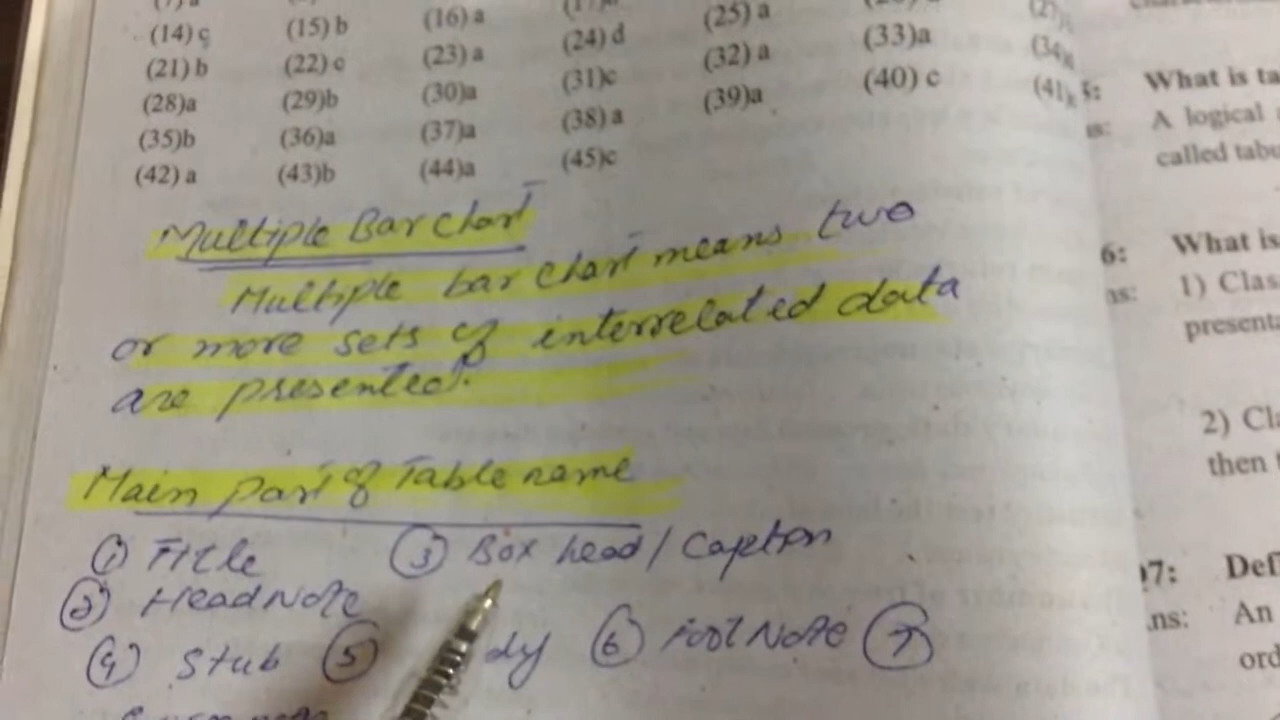 (14) c (15) b (16) a (24) d (25) a (33)a
(21) b (22) c (23) a (31)c (32) a (40) c
(28)a (29)b (30)a (38) a (39)a
(35)b (36)a (37)a (45)c
(42) a (43)b (44)a
Multiple Bar Chart
Multiple bar chart means two
or more sets of interrelated data
are presented.
Main part of Table name
① Title ③ Box head / Caption
② Head Note
④ Stub ⑤ dy ⑥ Foot Note ⑦
What is ta
A logical
called tabu
6: What is
ns: 1) Clas
presenta
2) Cla
then t
7: Def
ns: An
ord